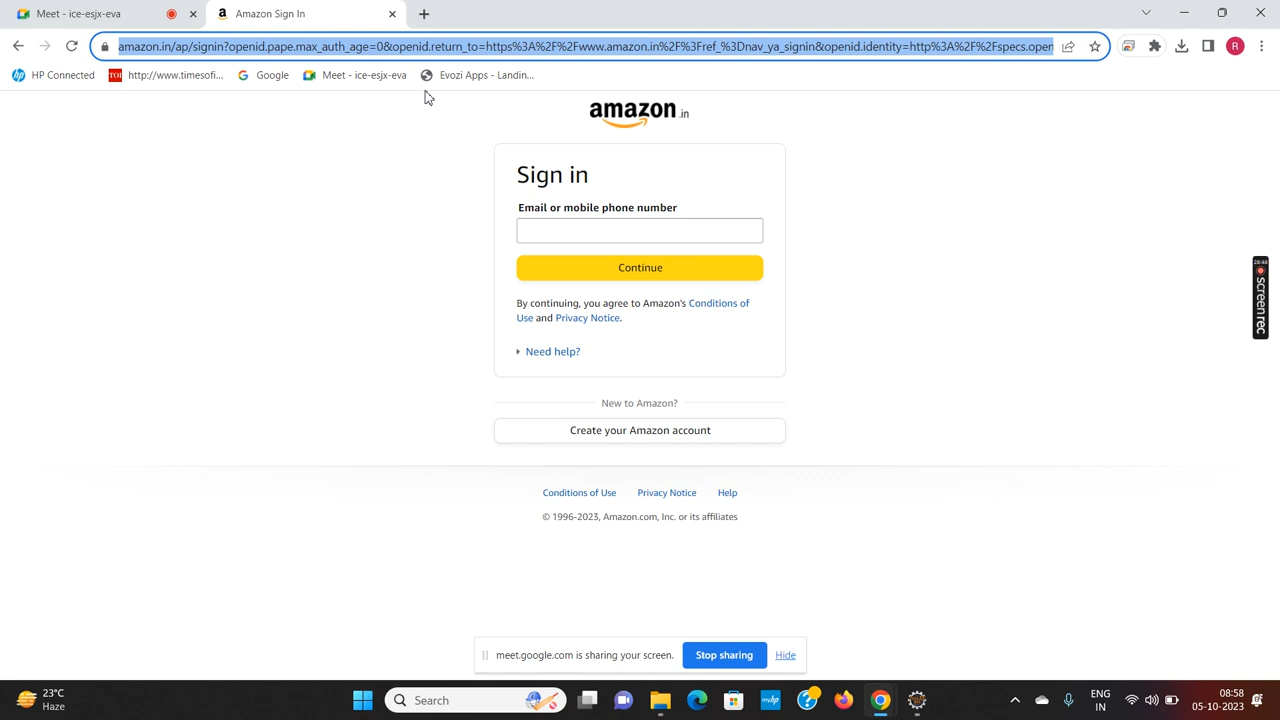 Meet - ice-esjx-eva
Amazon Sign In
amazon.in/ap/signin?openid.pape.max_auth_age=0&openid.return_to=https%3A%2F%2Fwww.amazon.in%2F%3Fref_%3Dnav_ya_signin&openid.identity=http%3A%2F%2Fspecs.open
R
HP Connected
TOI http://www.timesofi...
Google
Meet - ice-esjx-eva
Evozi Apps - Landin...
amazon.in
Sign in
Email or mobile phone number
Continue
By continuing, you agree to Amazon's Conditions of
Use and Privacy Notice.
Need help?
New to Amazon?
Create your Amazon account
Conditions of Use
Privacy Notice
Help
© 1996-2023, Amazon.com, Inc. or its affiliates
28:48
screenrec
meet.google.com is sharing your screen.
Stop sharing
Hide
23°C
Haze
Search
myhp
ENG
IN
08:58
05-10-2023